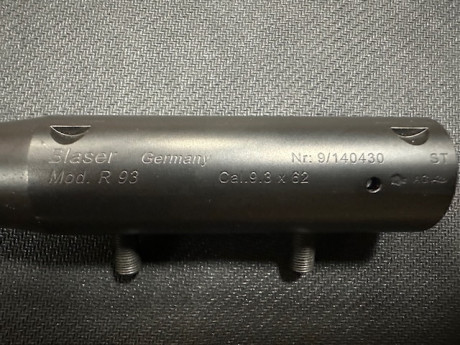 Blaser Germany Nr: 9/140430 ST
Mod. R 93 Cal.9.3 x 62